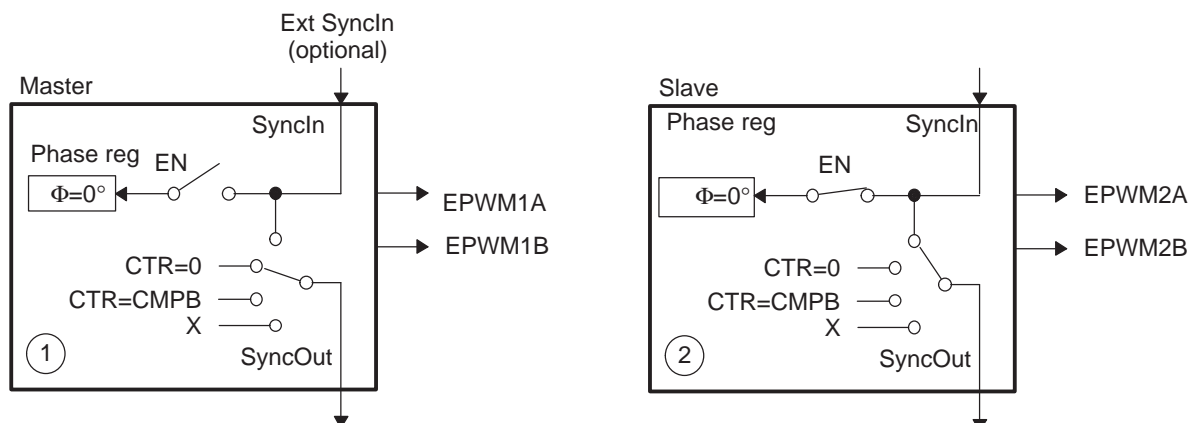 Ext SyncIn
(optional)
Master
SyncIn
Phase reg
EN
Φ=0°
EPWM1A
EPWM1B
CTR=0
CTR=CMPB
X
1
SyncOut
Slave
Phase reg
SyncIn
EN
Φ=0°
EPWM2A
EPWM2B
CTR=0
CTR=CMPB
X
2
SyncOut